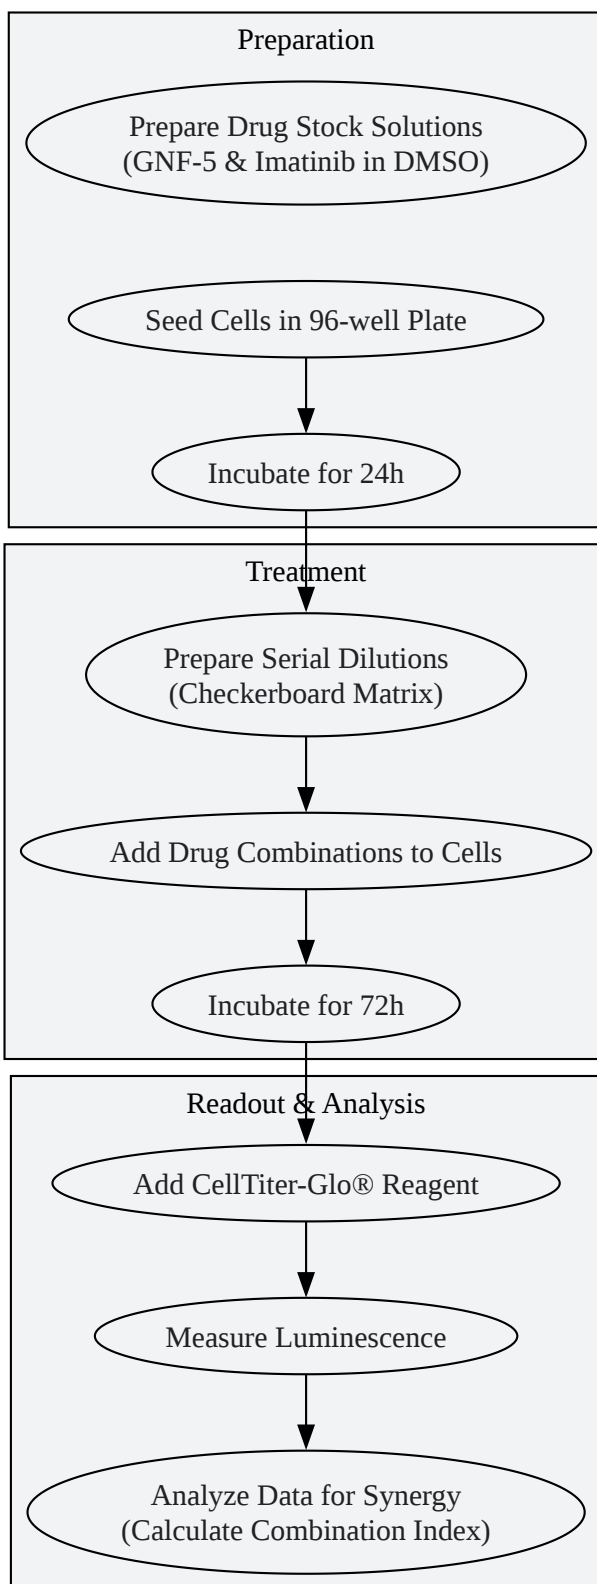 Preparation
Prepare Drug Stock Solutions
(GNF-5 & Imatinib in DMSO)
Seed Cells in 96-well Plate
Incubate for 24h
Treatment
Prepare Serial Dilutions
(Checkerboard Matrix)
Add Drug Combinations to Cells
Incubate for 72h
Readout & Analysis
Add CellTiter-Glo® Reagent
Measure Luminescence
Analyze Data for Synergy
(Calculate Combination Index)